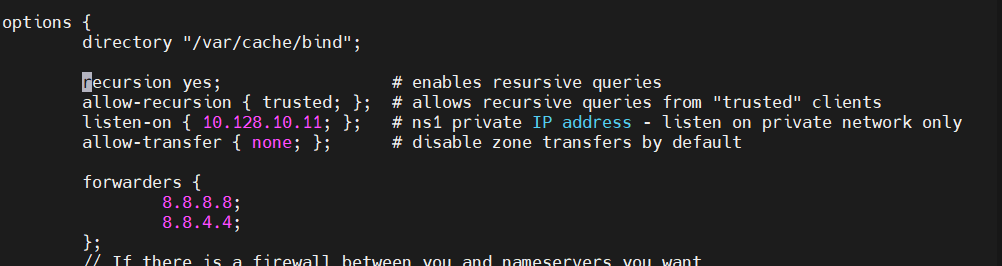 options {
        directory "/var/cache/bind";

        recursion yes;                 # enables resursive queries
        allow-recursion { trusted; };  # allows recursive queries from "trusted" clients
        listen-on { 10.128.10.11; };   # ns1 private IP address - listen on private network only
        allow-transfer { none; };      # disable zone transfers by default

        forwarders {
                8.8.8.8;
                8.8.4.4;
        };
        // If there is a firewall between you and nameservers you want